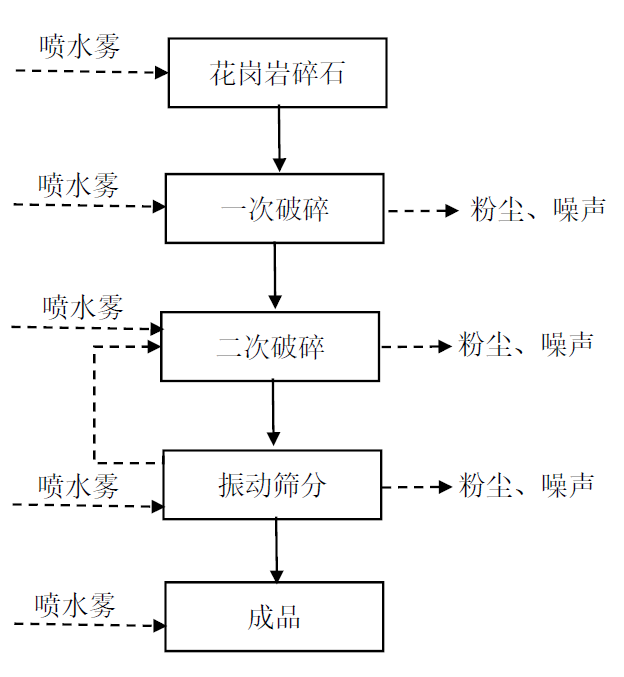 喷水雾
花岗岩碎石
喷水雾
一次破碎
粉尘、噪声
喷水雾
二次破碎
粉尘、噪声
喷水雾
振动筛分
粉尘、噪声
喷水雾
成品